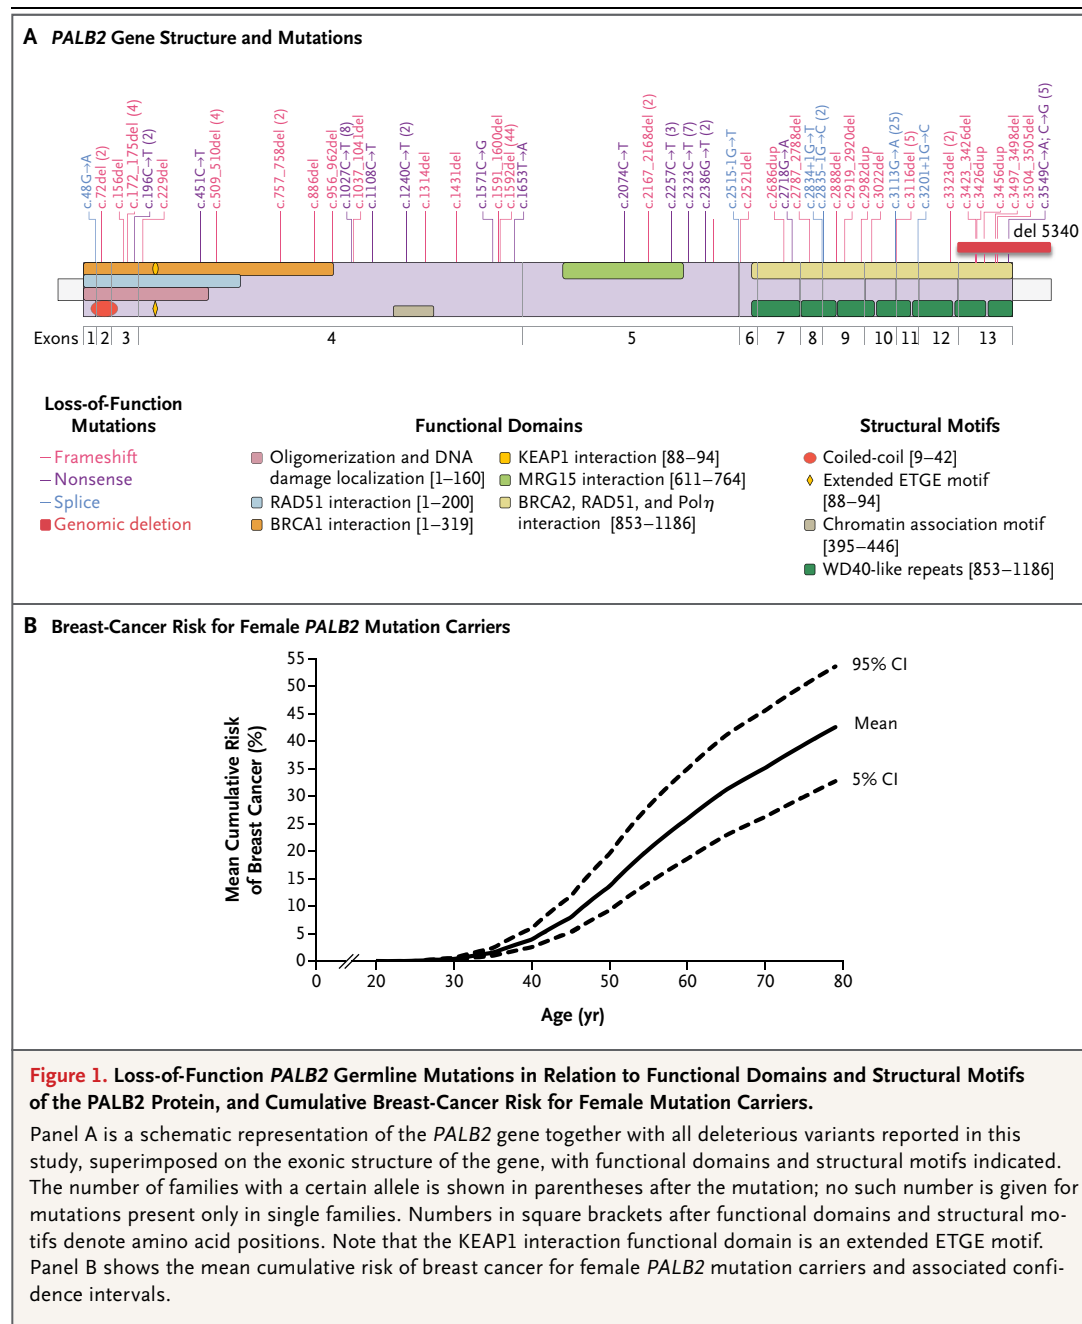 A PALB2 Gene Structure and Mutations
c.48G→A
c.72del (2)
c.156del
c.172_175del (4)
c.196C→T (2)
c.229del
c.451C→T
c.509_510del (4)
c.757_758del (2)
c.886del
c.956_962del
c.1027C→T (8)
c.1037_1041del
c.1108C→T
c.1240C→T (2)
c.1314del
c.1431del
c.1571C→G
c.1591_1600del
c.1592del (44)
c.1653T→A
c.2074C→T
c.2167_2168del (2)
c.2257C→T (3)
c.2323C→T (7)
c.2386G→T (2)
c.2515-1G→T
c.2521del
c.2686dup
c.2718G→A
c.2787_2788del
c.2834+1G→T
c.2835-1G→C (2)
c.2888del
c.2919_2920del
c.2982dup
c.3022del
c.3113G→A (25)
c.3116del (5)
c.3201+1G→C
c.3323del (2)
c.3423_3426del
c.3426dup
c.3456dup
c.3497_3498del
c.3504_3505del
c.3549C→A; C→G (5)
del 5340
Exons 1 2 3 4 5 6 7 8 9 10 11 12 13
Loss-of-Function
Mutations
Frameshift
Nonsense
Splice
Genomic deletion
Functional Domains
Oligomerization and DNA
damage localization [1–160]
RAD51 interaction [1–200]
BRCA1 interaction [1–319]
KEAP1 interaction [88–94]
MRG15 interaction [611–764]
BRCA2, RAD51, and Polη
interaction [853–1186]
Structural Motifs
Coiled-coil [9–42]
Extended ETGE motif
[88–94]
Chromatin association motif
[395–446]
WD40-like repeats [853–1186]
B Breast-Cancer Risk for Female PALB2 Mutation Carriers
Mean Cumulative Risk
of Breast Cancer (%)
55
50
45
40
35
30
25
20
15
10
5
0
95% CI
Mean
5% CI
0 20 30 40 50 60 70 80
Age (yr)
Figure 1. Loss-of-Function PALB2 Germline Mutations in Relation to Functional Domains and Structural Motifs
of the PALB2 Protein, and Cumulative Breast-Cancer Risk for Female Mutation Carriers.
Panel A is a schematic representation of the PALB2 gene together with all deleterious variants reported in this
study, superimposed on the exonic structure of the gene, with functional domains and structural motifs indicated.
The number of families with a certain allele is shown in parentheses after the mutation; no such number is given for
mutations present only in single families. Numbers in square brackets after functional domains and structural mo-
tifs denote amino acid positions. Note that the KEAP1 interaction functional domain is an extended ETGE motif.
Panel B shows the mean cumulative risk of breast cancer for female PALB2 mutation carriers and associated confi-
dence intervals.